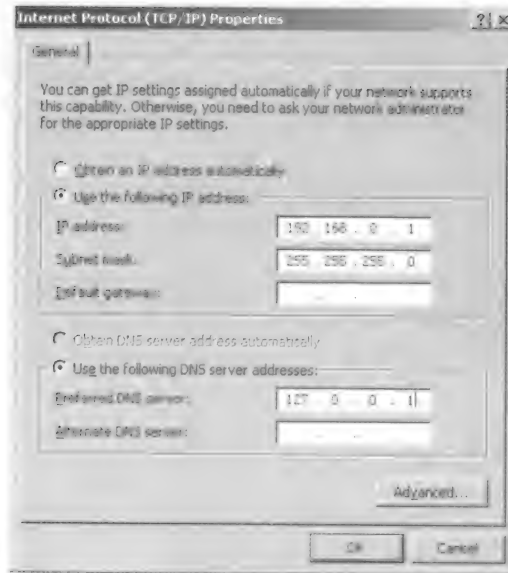 Internet Protocol (TCP/IP) Properties
General
You can get IP settings assigned automatically if your network supports
this capability. Otherwise, you need to ask your network administrator
for the appropriate IP settings.
Obtain an IP address automatically
Use the following IP address:
IP address: 192 . 168 . 0 . 1
Subnet mask: 255 . 255 . 255 . 0
Default gateway: . . .
Obtain DNS server address automatically
Use the following DNS server addresses:
Preferred DNS server: 127 . 0 . 0 . 1
Alternate DNS server: . . .
Advanced...
OK
Cancel